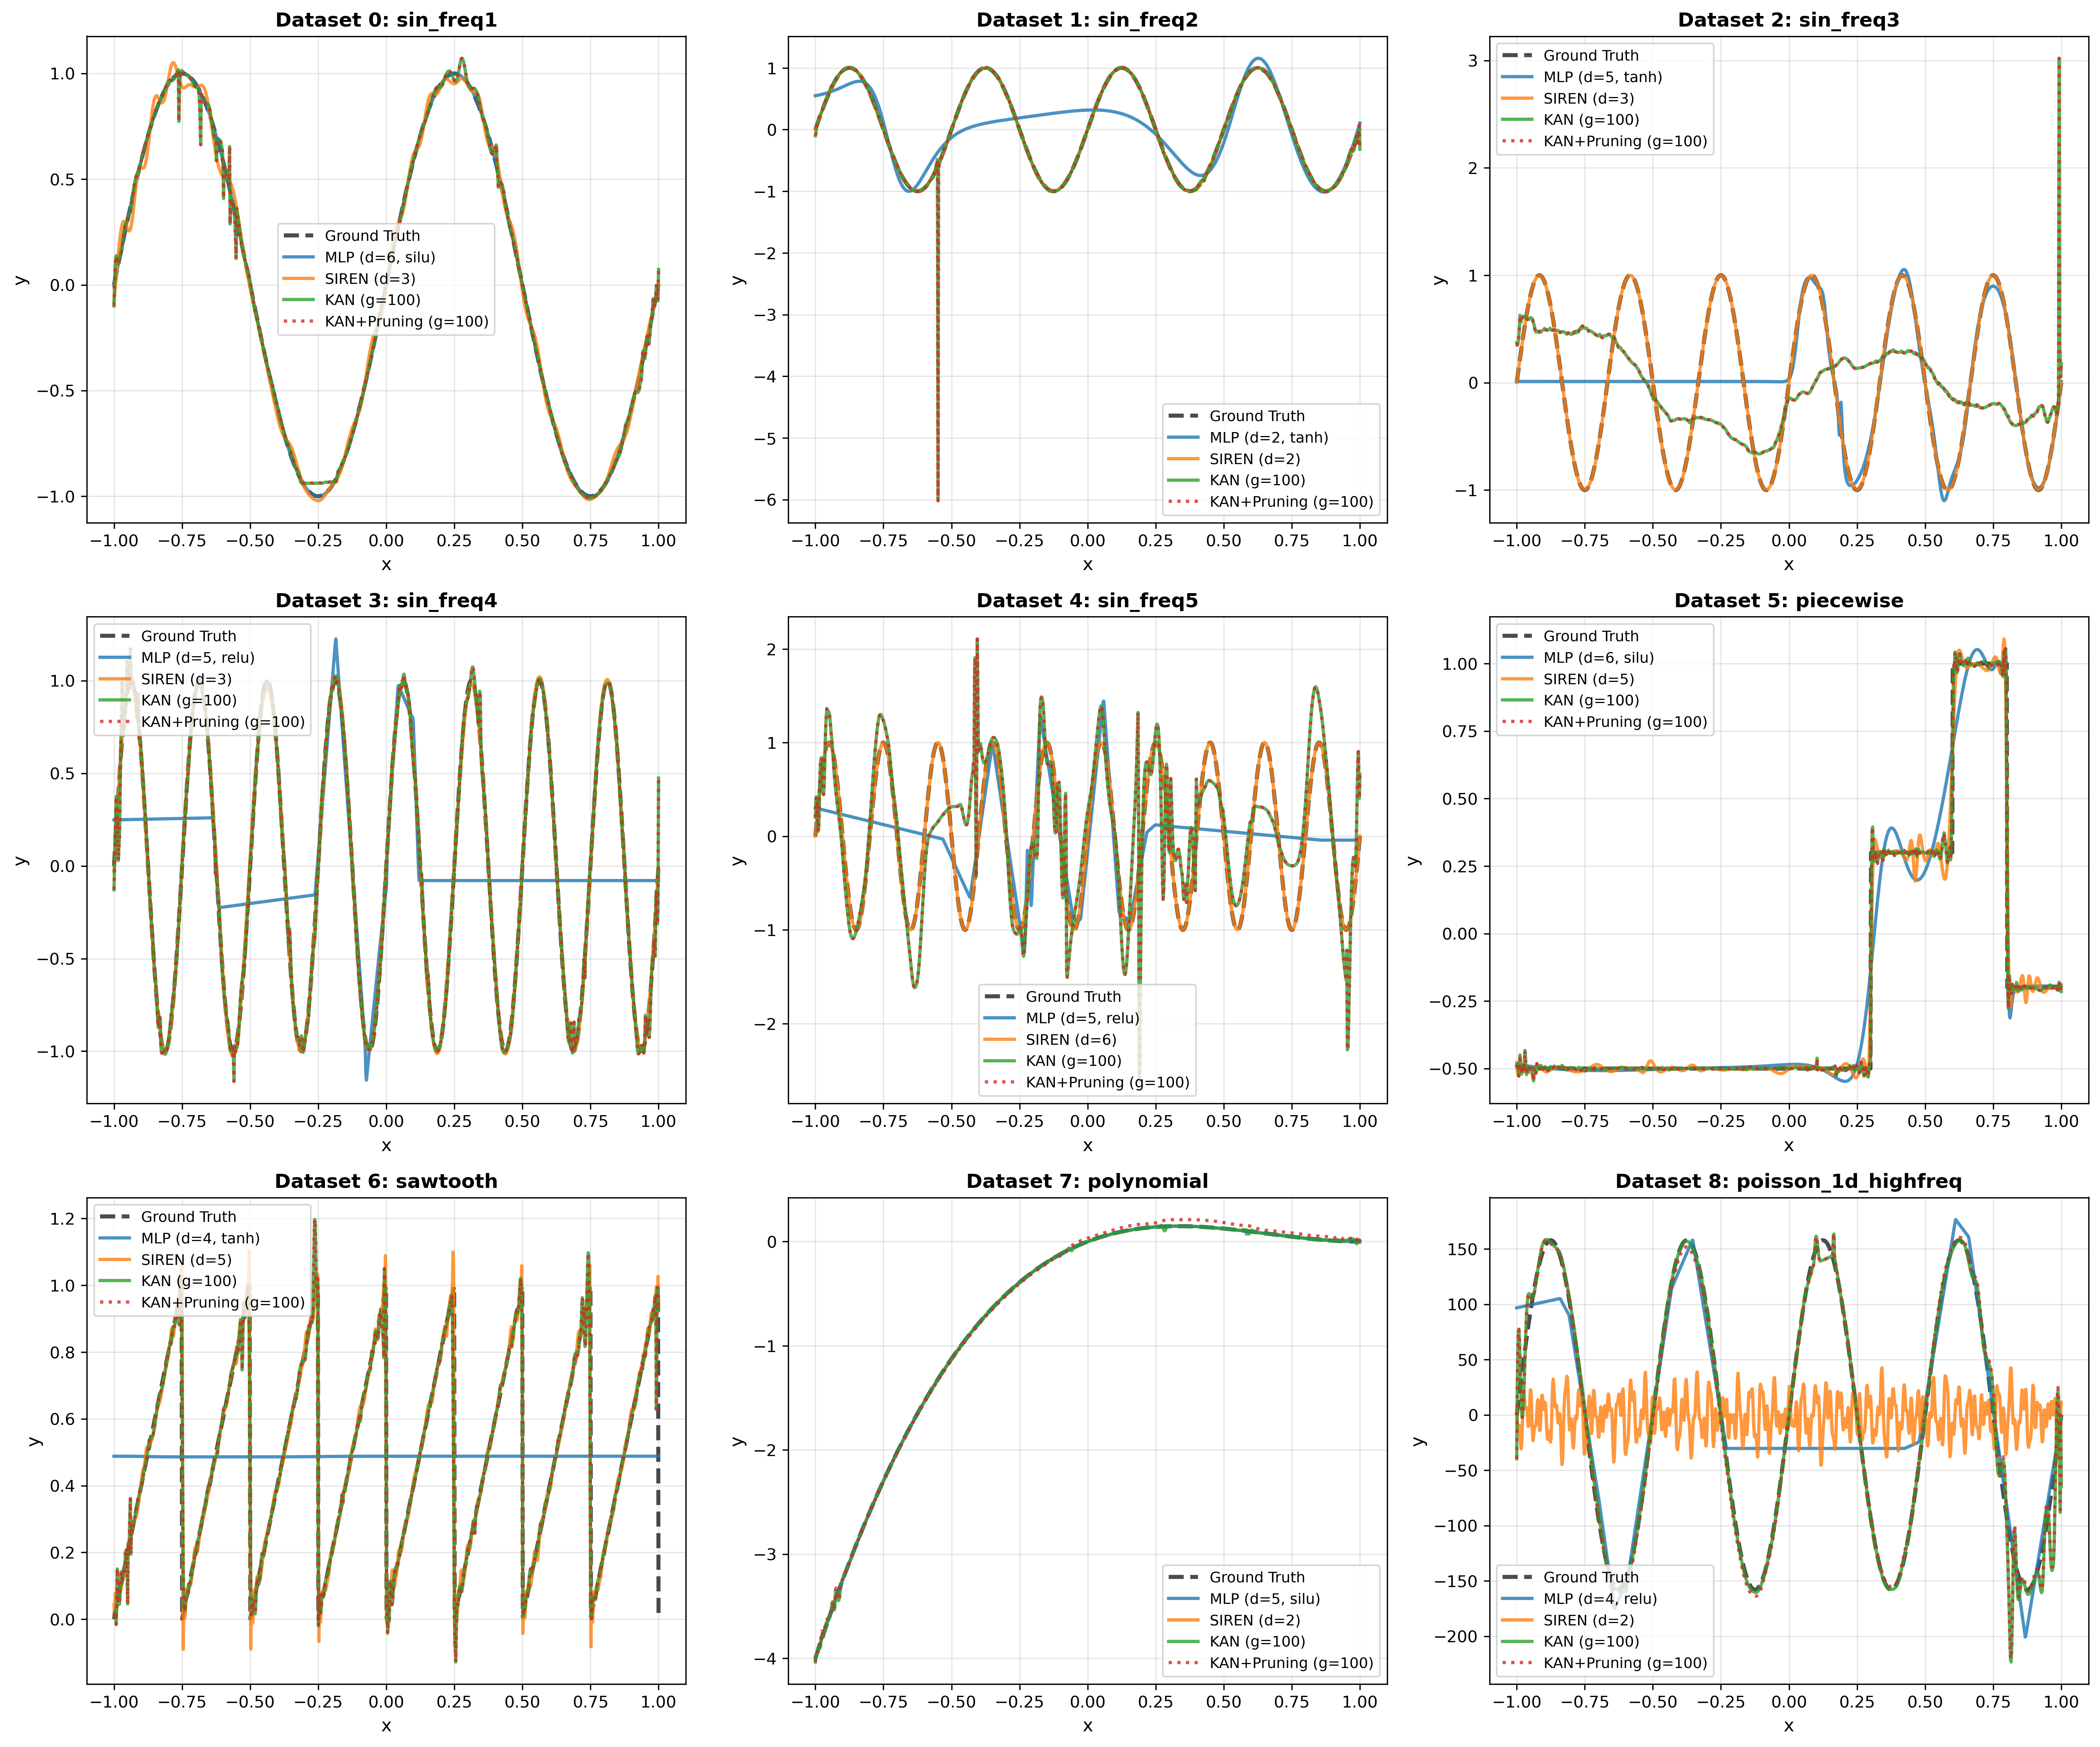 Dataset 0: sin_freq1
1.0
0.5
0.0
−0.5
−1.0
y
Ground Truth
MLP (d=6, silu)
SIREN (d=3)
KAN (g=100)
KAN+Pruning (g=100)
−1.00 −0.75 −0.50 −0.25 0.00 0.25 0.50 0.75 1.00
x
Dataset 1: sin_freq2
1
0
−1
−2
−3
−4
−5
−6
y
Ground Truth
MLP (d=2, tanh)
SIREN (d=2)
KAN (g=100)
KAN+Pruning (g=100)
−1.00 −0.75 −0.50 −0.25 0.00 0.25 0.50 0.75 1.00
x
Dataset 2: sin_freq3
3
2
1
0
−1
y
Ground Truth
MLP (d=5, tanh)
SIREN (d=3)
KAN (g=100)
KAN+Pruning (g=100)
−1.00 −0.75 −0.50 −0.25 0.00 0.25 0.50 0.75 1.00
x
Dataset 3: sin_freq4
1.0
0.5
0.0
−0.5
−1.0
y
Ground Truth
MLP (d=5, relu)
SIREN (d=3)
KAN (g=100)
KAN+Pruning (g=100)
−1.00 −0.75 −0.50 −0.25 0.00 0.25 0.50 0.75 1.00
x
Dataset 4: sin_freq5
2
1
0
−1
−2
y
Ground Truth
MLP (d=5, relu)
SIREN (d=6)
KAN (g=100)
KAN+Pruning (g=100)
−1.00 −0.75 −0.50 −0.25 0.00 0.25 0.50 0.75 1.00
x
Dataset 5: piecewise
1.00
0.75
0.50
0.25
0.00
−0.25
−0.50
y
Ground Truth
MLP (d=6, silu)
SIREN (d=5)
KAN (g=100)
KAN+Pruning (g=100)
−1.00 −0.75 −0.50 −0.25 0.00 0.25 0.50 0.75 1.00
x
Dataset 6: sawtooth
1.2
1.0
0.8
0.6
0.4
0.2
0.0
y
Ground Truth
MLP (d=4, tanh)
SIREN (d=5)
KAN (g=100)
KAN+Pruning (g=100)
−1.00 −0.75 −0.50 −0.25 0.00 0.25 0.50 0.75 1.00
x
Dataset 7: polynomial
0
−1
−2
−3
−4
y
Ground Truth
MLP (d=5, silu)
SIREN (d=2)
KAN (g=100)
KAN+Pruning (g=100)
−1.00 −0.75 −0.50 −0.25 0.00 0.25 0.50 0.75 1.00
x
Dataset 8: poisson_1d_highfreq
150
100
50
0
−50
−100
−150
−200
y
Ground Truth
MLP (d=4, relu)
SIREN (d=2)
KAN (g=100)
KAN+Pruning (g=100)
−1.00 −0.75 −0.50 −0.25 0.00 0.25 0.50 0.75 1.00
x